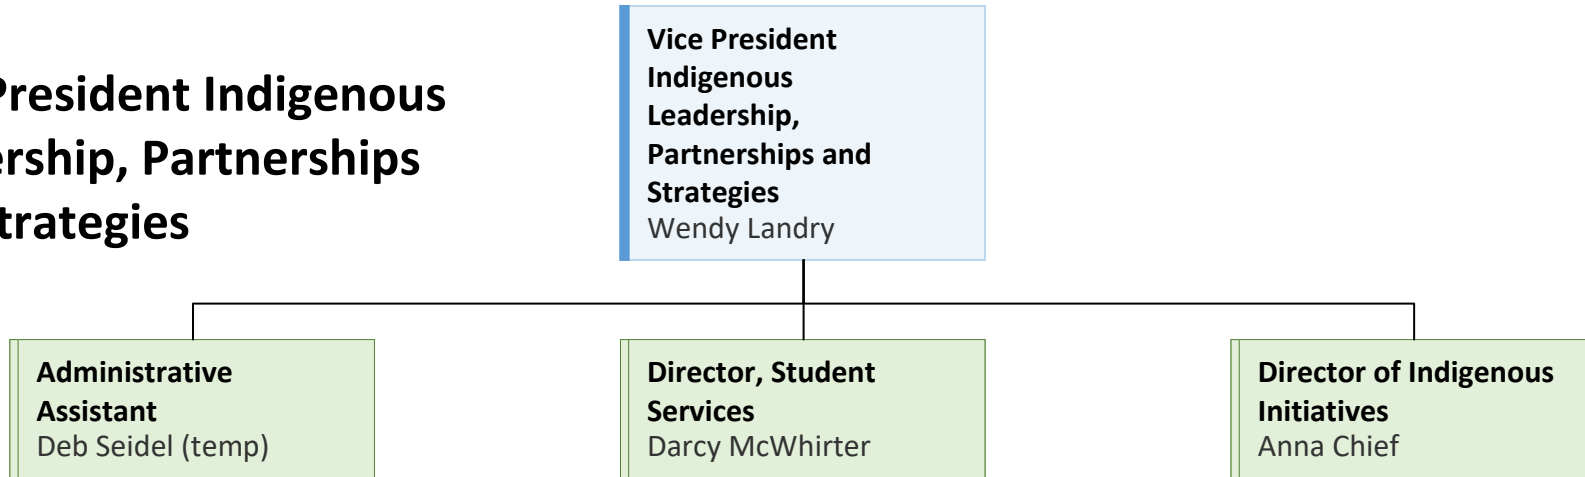 President Indigenous
ership, Partnerships
trategies
Vice President
Indigenous
Leadership,
Partnerships and
Strategies
Wendy Landry
Administrative
Assistant
Deb Seidel (temp)
Director, Student
Services
Darcy McWhirter
Director of Indigenous
Initiatives
Anna Chief